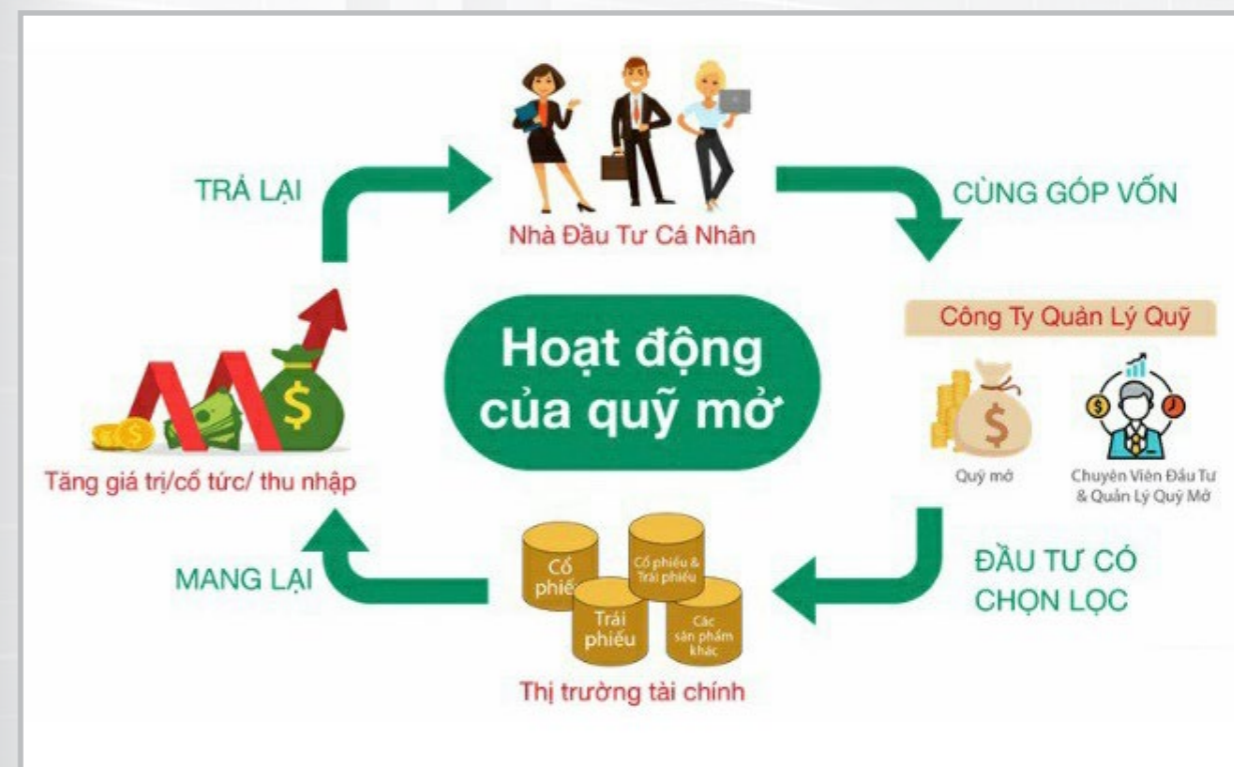 TRẢ LẠI
Nhà Đầu Tư Cá Nhân
CÙNG GÓP VỐN
Công Ty Quản Lý Quỹ
Quỹ mở
Chuyên Viên Đầu Tư
& Quản Lý Quỹ Mở
Hoạt động
của quỹ mở
Tăng giá trị/cổ tức/ thu nhập
MANG LẠI
Cổ
phiếu
Cổ phiếu &
Trái phiếu
Trái
phiếu
Các
sản phẩm
khác
Thị trường tài chính
ĐẦU TƯ CÓ
CHỌN LỌC